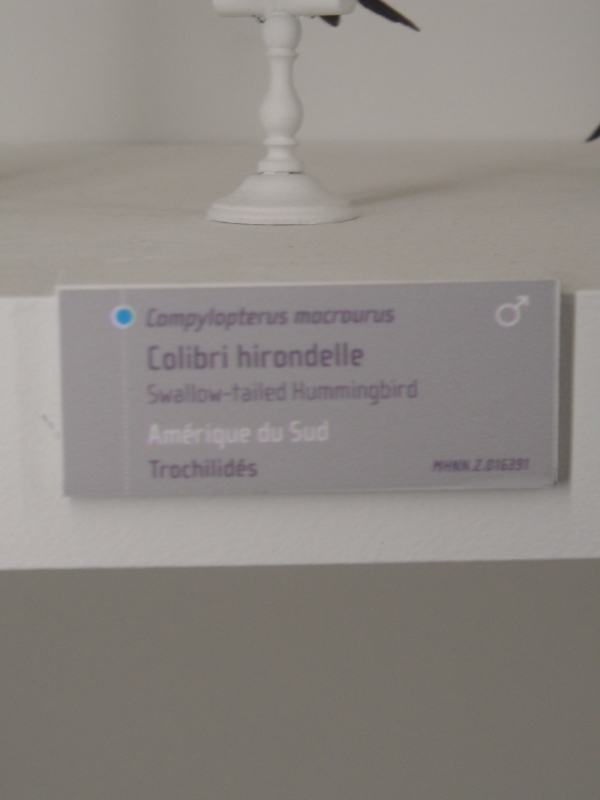 Campylopterus macrourus
Colibri hirondelle
Swallow-tailed Hummingbird
Amérique du Sud
Trochilidés
MHNN.Z.016391